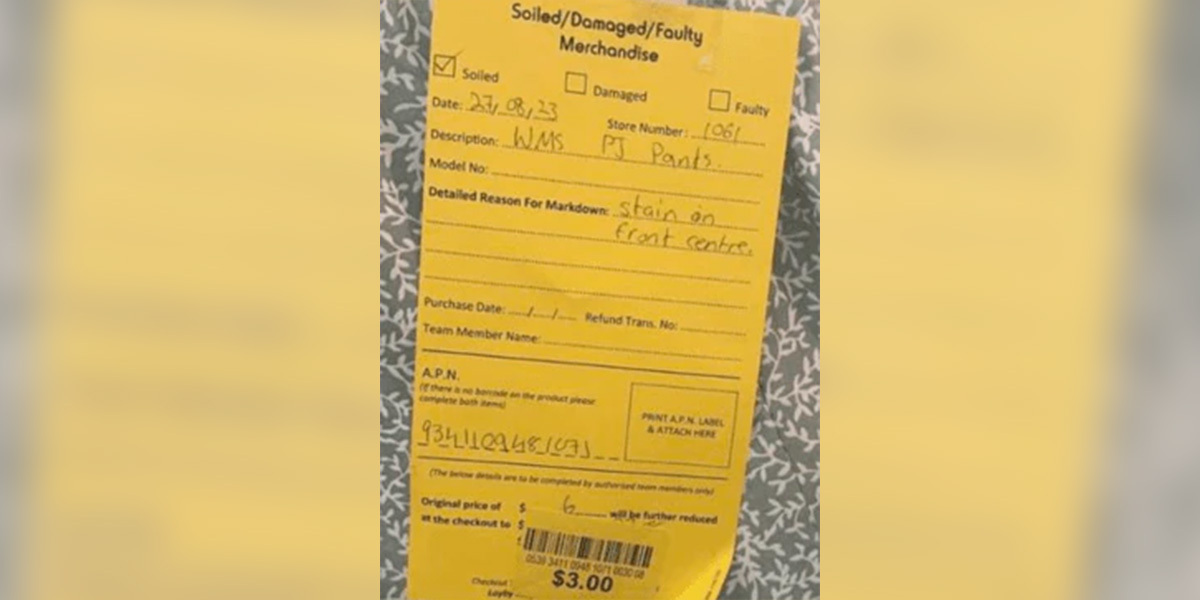 Soiled/Damaged/Faulty
Merchandise
Soiled Damaged Faulty
Date: 27/08/23 Store Number: 1061
Description: WMS PJ Pants.
Model No:
Detailed Reason For Markdown: stain on
front centre.
Purchase Date: / / Refund Trans. No:
Team Member Name:
A.P.N.
(If there is no barcode on the product please
complete both items)
PRINT A.P.N. LABEL
& ATTACH HERE
9341109481071
(The below details are to be completed by authorised team members only)
Original price of $ 6 will be further reduced
at the checkout to $
$3.00
Checkout
Layby